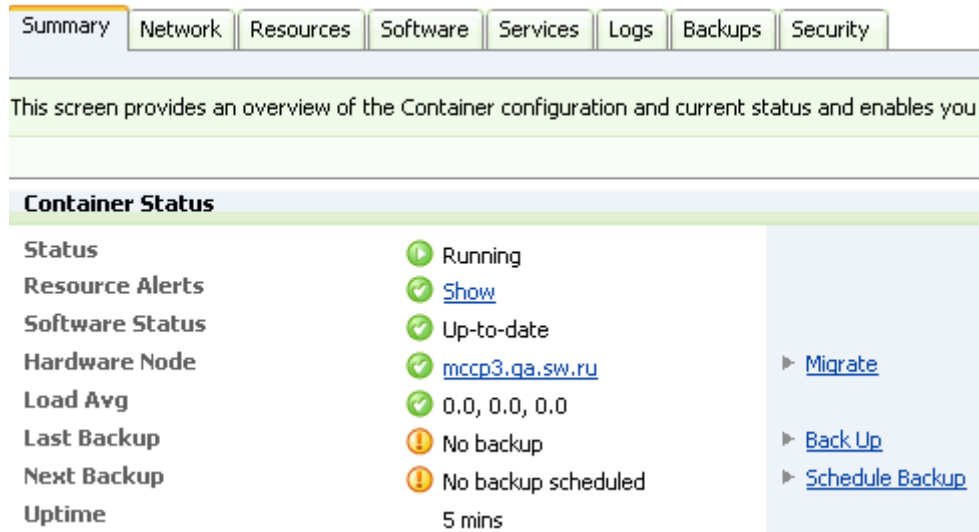 Summary Network Resources Software Services Logs Backups Security
This screen provides an overview of the Container configuration and current status and enables you
Container Status
Status Running
Resource Alerts Show
Software Status Up-to-date
Hardware Node mccp3.qa.sw.ru Migrate
Load Avg 0.0, 0.0, 0.0
Last Backup No backup Back Up
Next Backup No backup scheduled Schedule Backup
Uptime 5 mins